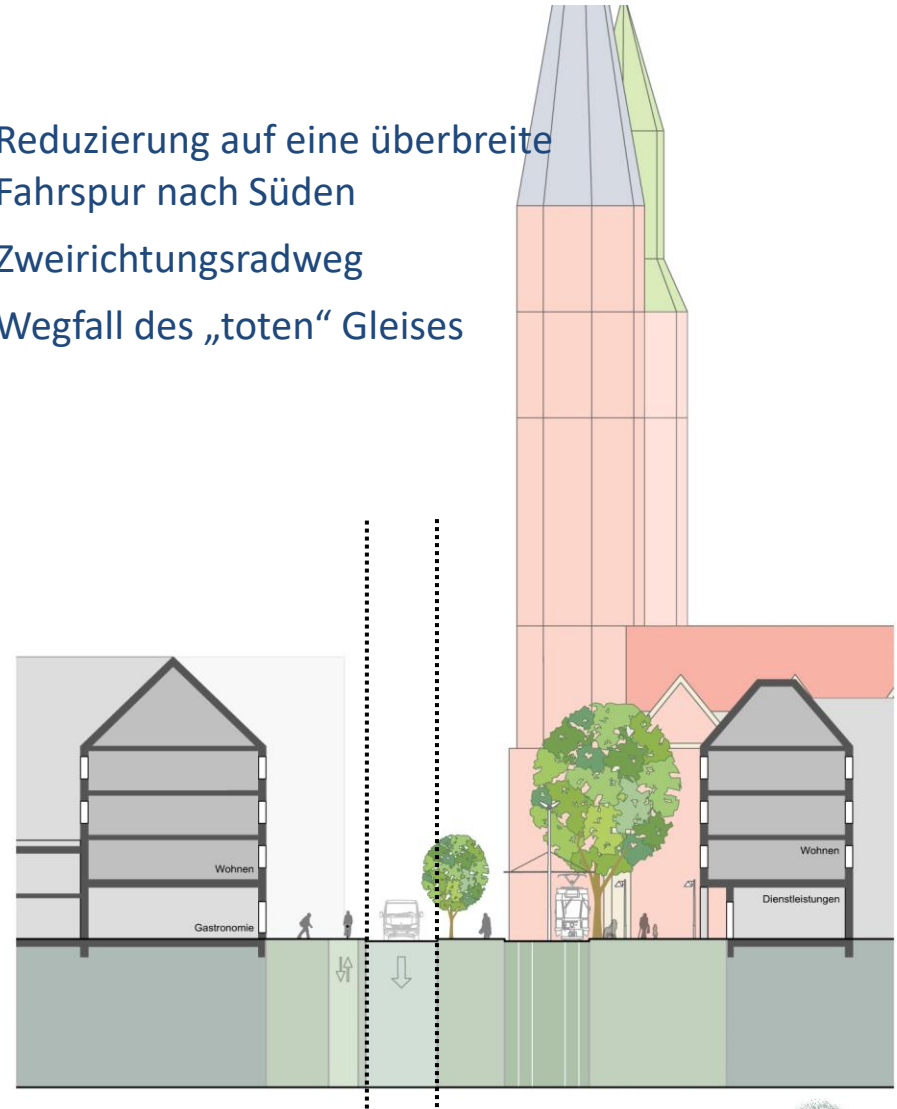 Reduzierung auf eine überbreite
Fahrspur nach Süden
Zweirichtungsradweg
Wegfall des „toten“ Gleises
Wohnen
Gastronomie
Wohnen
Dienstleistungen